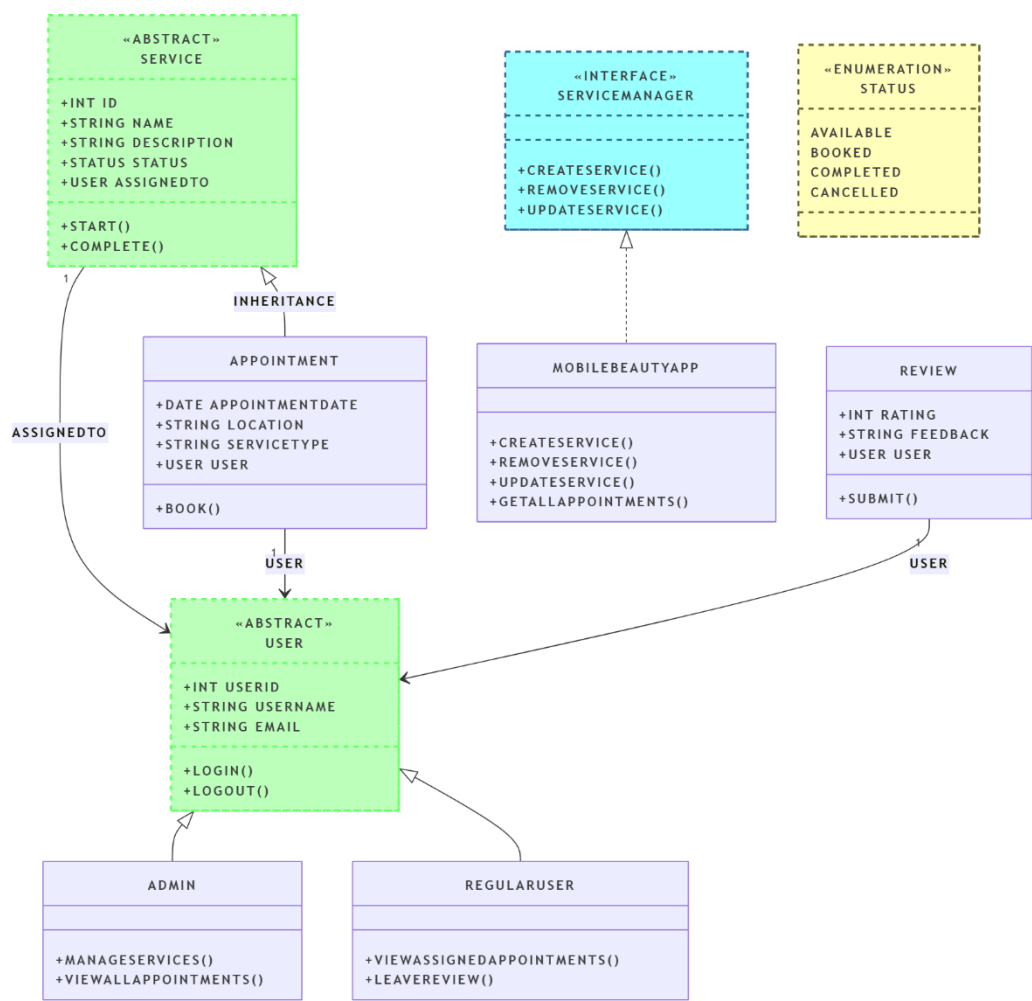 «ABSTRACT»
SERVICE
+INT ID
+STRING NAME
+STRING DESCRIPTION
+STATUS STATUS
+USER ASSIGNEDTO
+START()
+COMPLETE()
«INTERFACE»
SERVICEMANAGER
+CREATESERVICE()
+REMOVESERVICE()
+UPDATESERVICE()
«ENUMERATION»
STATUS
AVAILABLE
BOOKED
COMPLETED
CANCELLED
1
INHERITANCE
ASSIGNEDTO
APPOINTMENT
+DATE APPOINTMENTDATE
+STRING LOCATION
+STRING SERVICETYPE
+USER USER
+BOOK()
MOBILEBEAUTYAPP
+CREATESERVICE()
+REMOVESERVICE()
+UPDATESERVICE()
+GETALLAPPOINTMENTS()
REVIEW
+INT RATING
+STRING FEEDBACK
+USER USER
+SUBMIT()
1
USER
1
USER
«ABSTRACT»
USER
+INT USERID
+STRING USERNAME
+STRING EMAIL
+LOGIN()
+LOGOUT()
ADMIN
+MANAGESERVICES()
+VIEWALLAPPOINTMENTS()
REGULARUSER
+VIEWASSIGNEDAPPOINTMENTS()
+LEAVEREVIEW()